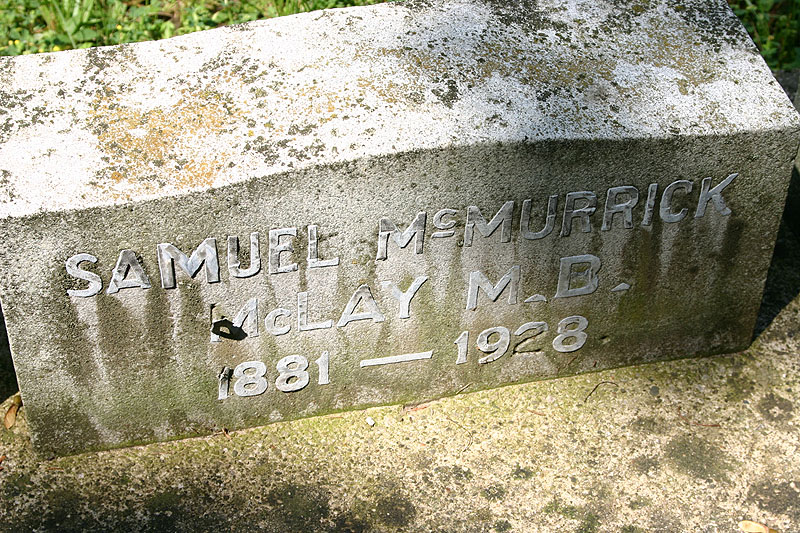 SAMUEL McMURRICK
McLAY M.B.
1881 — 1928